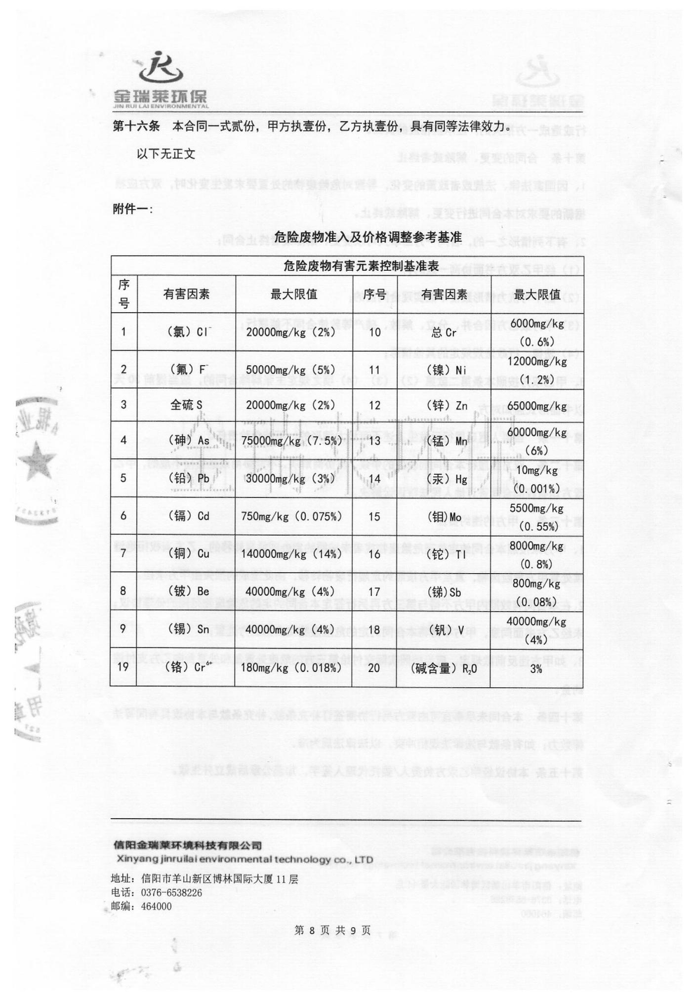 金瑞莱环保
JIN RUI LAI ENVIRONMENTAL
第十六条 本合同一式贰份，甲方执壹份，乙方执壹份，具有同等法律效力。
以下无正文
附件一：
危险废物准入及价格调整参考基准
危险废物有害元素控制基准表
序号 有害因素 最大限值 序号 有害因素 最大限值
1 （氯）Cl⁻ 20000mg/kg（2%） 10 总Cr 6000mg/kg（0.6%）
2 （氟）F⁻ 50000mg/kg（5%） 11 （镍）Ni 12000mg/kg（1.2%）
3 全硫S 20000mg/kg（2%） 12 （锌）Zn 65000mg/kg
4 （砷）As 75000mg/kg（7.5%） 13 （锰）Mn 60000mg/kg（6%）
5 （铅）Pb 30000mg/kg（3%） 14 （汞）Hg 10mg/kg（0.001%）
6 （镉）Cd 750mg/kg（0.075%） 15 （钼)Mo 5500mg/kg（0.55%）
7 （铜）Cu 140000mg/kg（14%） 16 （铊）Tl 8000mg/kg（0.8%）
8 （铍）Be 40000mg/kg（4%） 17 （锑)Sb 800mg/kg（0.08%）
9 （锡）Sn 40000mg/kg（4%） 18 （钒）V 40000mg/kg（4%）
19 （铬）Cr⁶⁺ 180mg/kg（0.018%） 20 （碱含量）R₂O 3%
信阳金瑞莱环境科技有限公司
Xinyang jinruilai environmental technology co., LTD
地址：信阳市羊山新区博林国际大厦 11 层
电话：0376-6538226
邮编：464000
第 8 页 共 9 页